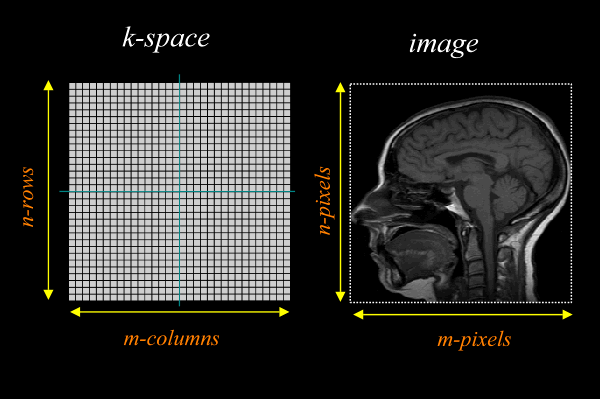 k-space
image
n-rows
n-pixels
m-columns
m-pixels